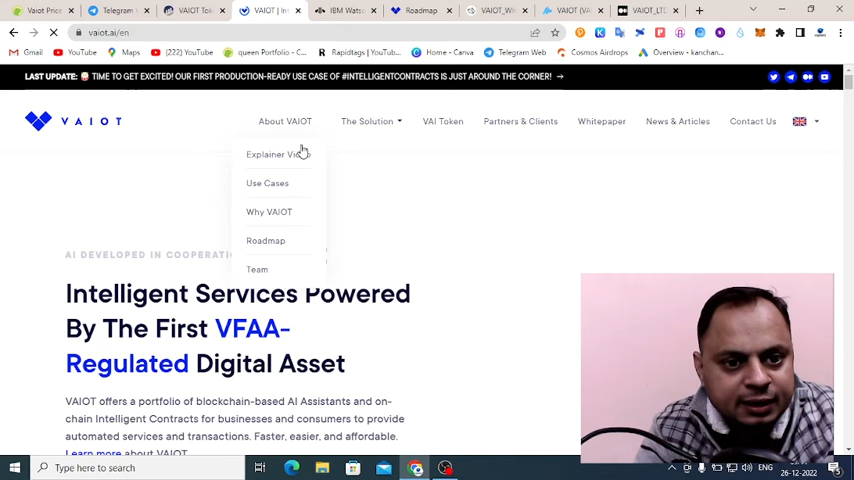 Vaiot Price
Telegram
VAIOT Tok
VAIOT | In
IBM Wats
Roadmap
VAIOT_W
VAIOT (VA
VAIOT_LTD
vaiot.ai/en
Gmail
YouTube
Maps
(222) YouTube
queen Portfolio - C
Rapidtags | YouTub
Home - Canva
Telegram Web
Cosmos Airdrops
Overview - kanchan
LAST UPDATE: TIME TO GET EXCITED! OUR FIRST PRODUCTION-READY USE CASE OF #INTELLIGENTCONTRACTS IS JUST AROUND THE CORNER! →
VAIOT
About VAIOT
The Solution
VAI Token
Partners & Clients
Whitepaper
News & Articles
Contact Us
Explainer Vi
Use Cases
Why VAIOT
Roadmap
Team
AI DEVELOPED IN COOPERATI
Intelligent Services Powered
By The First VFAA-
Regulated Digital Asset
VAIOT offers a portfolio of blockchain-based AI Assistants and on-
chain Intelligent Contracts for businesses and consumers to provide
automated services and transactions. Faster, easier, and affordable.
Learn more about VAIOT
Type here to search
ENG
26-12-2022